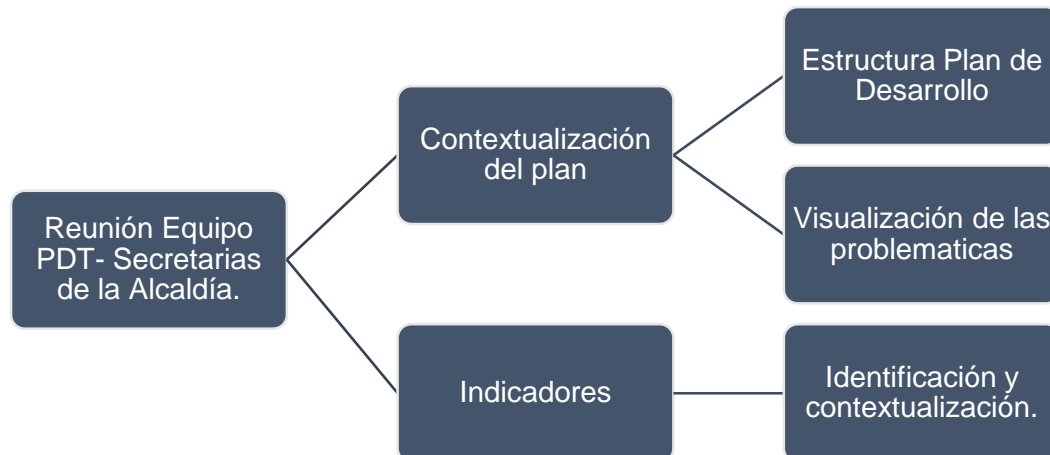 Reunión Equipo
PDT- Secretarias
de la Alcaldía.
Contextualización
del plan
Estructura Plan de
Desarrollo
Visualización de las
problematicas
Indicadores
Identificación y
contextualización.